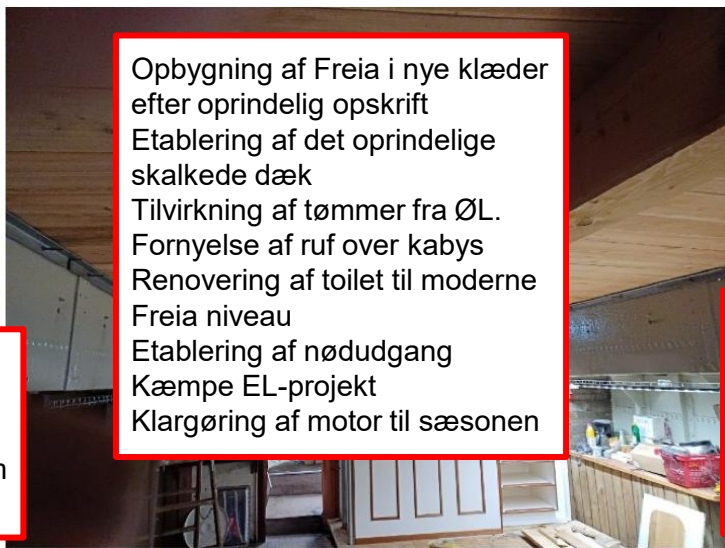 Opbygning af Freia i nye klæder
efter oprindelig opskrift
Etablering af det oprindelige
skalkede dæk
Tilvirkning af tømmer fra ØL.
Fornyelse af ruf over kabys
Renovering af toilet til moderne
Freia niveau
Etablering af nødudgang
Kæmpe EL-projekt
Klargøring af motor til sæsonen